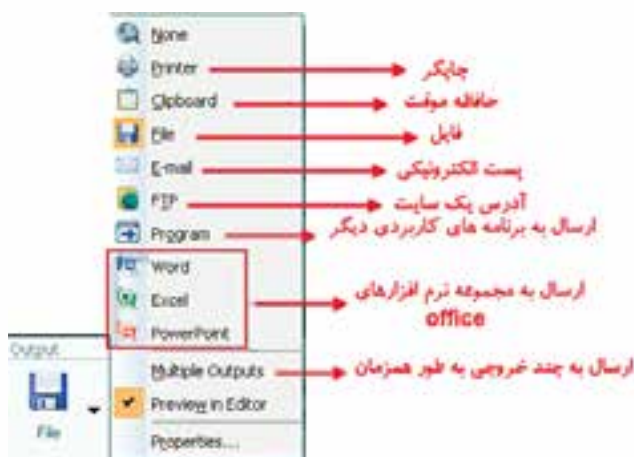 None
Printer
چاپگر
Clipboard
حافظه موقت
File
فایل
E-mail
پست الکترونیکی
FTP
آدرس یک سایت
Program
ارسال به برنامه های کاربردی دیگر
Word
Excel
PowerPoint
ارسال به مجموعه نرم افزارهای
office
Multiple Outputs
ارسال به چند خروجی به طور همزمان
Preview in Editor
Properties...
Output
File